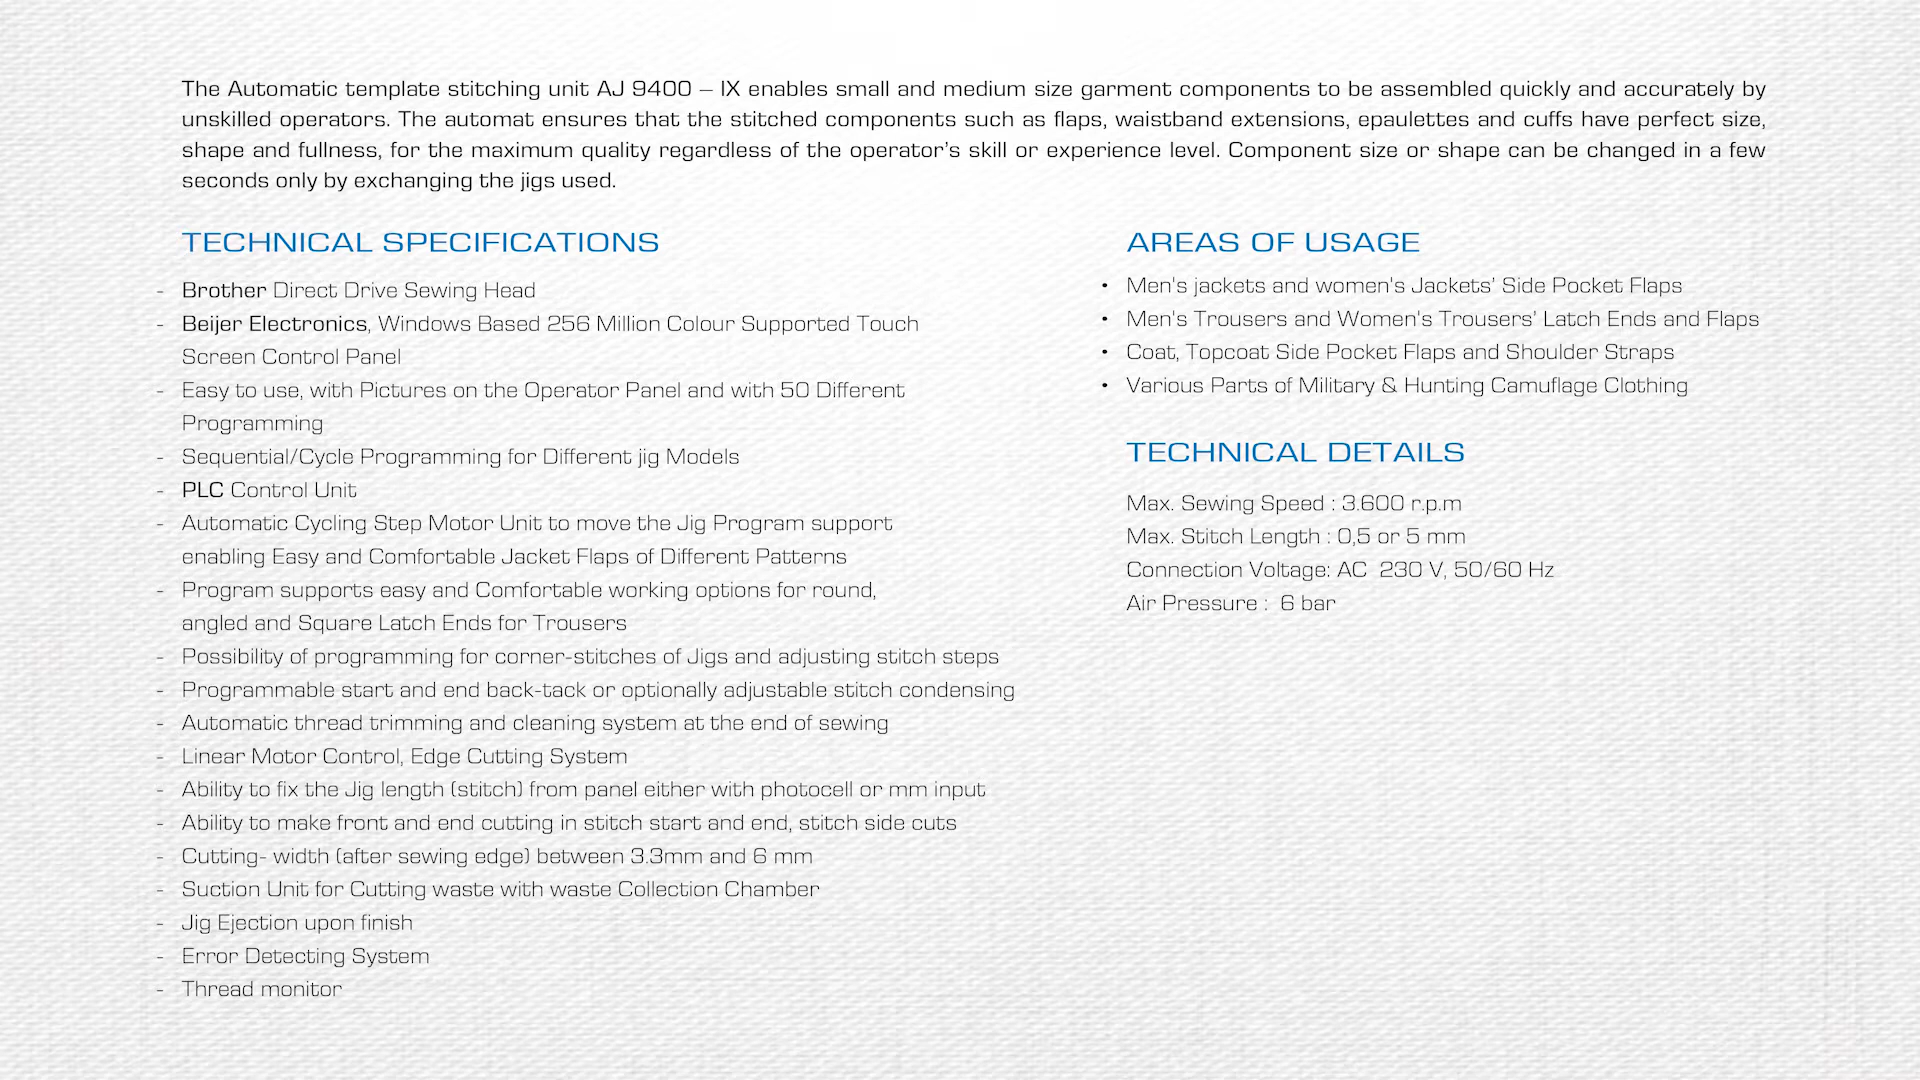 The Automatic template stitching unit AJ 9400 – IX enables small and medium size garment components to be assembled quickly and accurately by
unskilled operators. The automat ensures that the stitched components such as flaps, waistband extensions, epaulettes and cuffs have perfect size,
shape and fullness, for the maximum quality regardless of the operator’s skill or experience level. Component size or shape can be changed in a few
seconds only by exchanging the jigs used.
TECHNICAL SPECIFICATIONS
- Brother Direct Drive Sewing Head
- Beijer Electronics, Windows Based 256 Million Colour Supported Touch
Screen Control Panel
- Easy to use, with Pictures on the Operator Panel and with 50 Different
Programming
- Sequential/Cycle Programming for Different jig Models
- PLC Control Unit
- Automatic Cycling Step Motor Unit to move the Jig Program support
enabling Easy and Comfortable Jacket Flaps of Different Patterns
- Program supports easy and Comfortable working options for round,
angled and Square Latch Ends for Trousers
- Possibility of programming for corner-stitches of Jigs and adjusting stitch steps
- Programmable start and end back-tack or optionally adjustable stitch condensing
- Automatic thread trimming and cleaning system at the end of sewing
- Linear Motor Control, Edge Cutting System
- Ability to fix the Jig length (stitch) from panel either with photocell or mm input
- Ability to make front and end cutting in stitch start and end, stitch side cuts
- Cutting- width (after sewing edge) between 3.3mm and 6 mm
- Suction Unit for Cutting waste with waste Collection Chamber
- Jig Ejection upon finish
- Error Detecting System
- Thread monitor
AREAS OF USAGE
• Men's jackets and women's Jackets’ Side Pocket Flaps
• Men's Trousers and Women's Trousers’ Latch Ends and Flaps
• Coat, Topcoat Side Pocket Flaps and Shoulder Straps
• Various Parts of Military & Hunting Camuflage Clothing
TECHNICAL DETAILS
Max. Sewing Speed : 3.600 r.p.m
Max. Stitch Length : 0,5 or 5 mm
Connection Voltage: AC  230 V, 50/60 Hz
Air Pressure :  6 bar